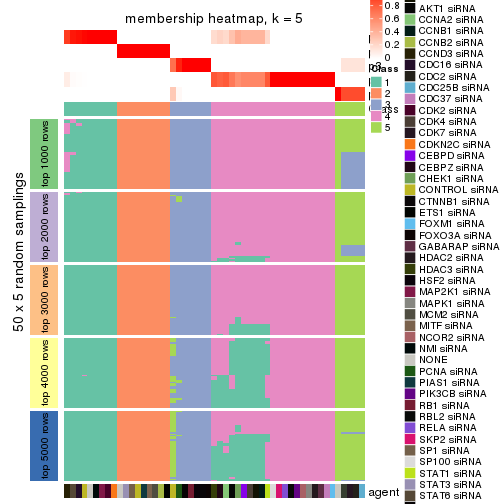 membership heatmap, k = 5
50 x 5 random samplings
top 1000 rows
top 2000 rows
top 3000 rows
top 4000 rows
top 5000 rows
p3
Class
agent
0.8
0.6
0.4
0.2
0
Class
1
2
3
4
5
AKT1 siRNA
CCNA2 siRNA
CCNB1 siRNA
CCNB2 siRNA
CCND3 siRNA
CDC16 siRNA
CDC2 siRNA
CDC25B siRNA
CDC37 siRNA
CDK2 siRNA
CDK4 siRNA
CDK7 siRNA
CDKN2C siRNA
CEBPD siRNA
CEBPZ siRNA
CHEK1 siRNA
CONTROL siRNA
CTNNB1 siRNA
ETS1 siRNA
FOXM1 siRNA
FOXO3A siRNA
GABARAP siRNA
HDAC2 siRNA
HDAC3 siRNA
HSF2 siRNA
MAP2K1 siRNA
MAPK1 siRNA
MCM2 siRNA
MITF siRNA
NCOR2 siRNA
NMI siRNA
NONE
PCNA siRNA
PIAS1 siRNA
PIK3CB siRNA
RB1 siRNA
RBL2 siRNA
RELA siRNA
SKP2 siRNA
SP1 siRNA
SP100 siRNA
STAT1 siRNA
STAT3 siRNA
STAT6 siRNA